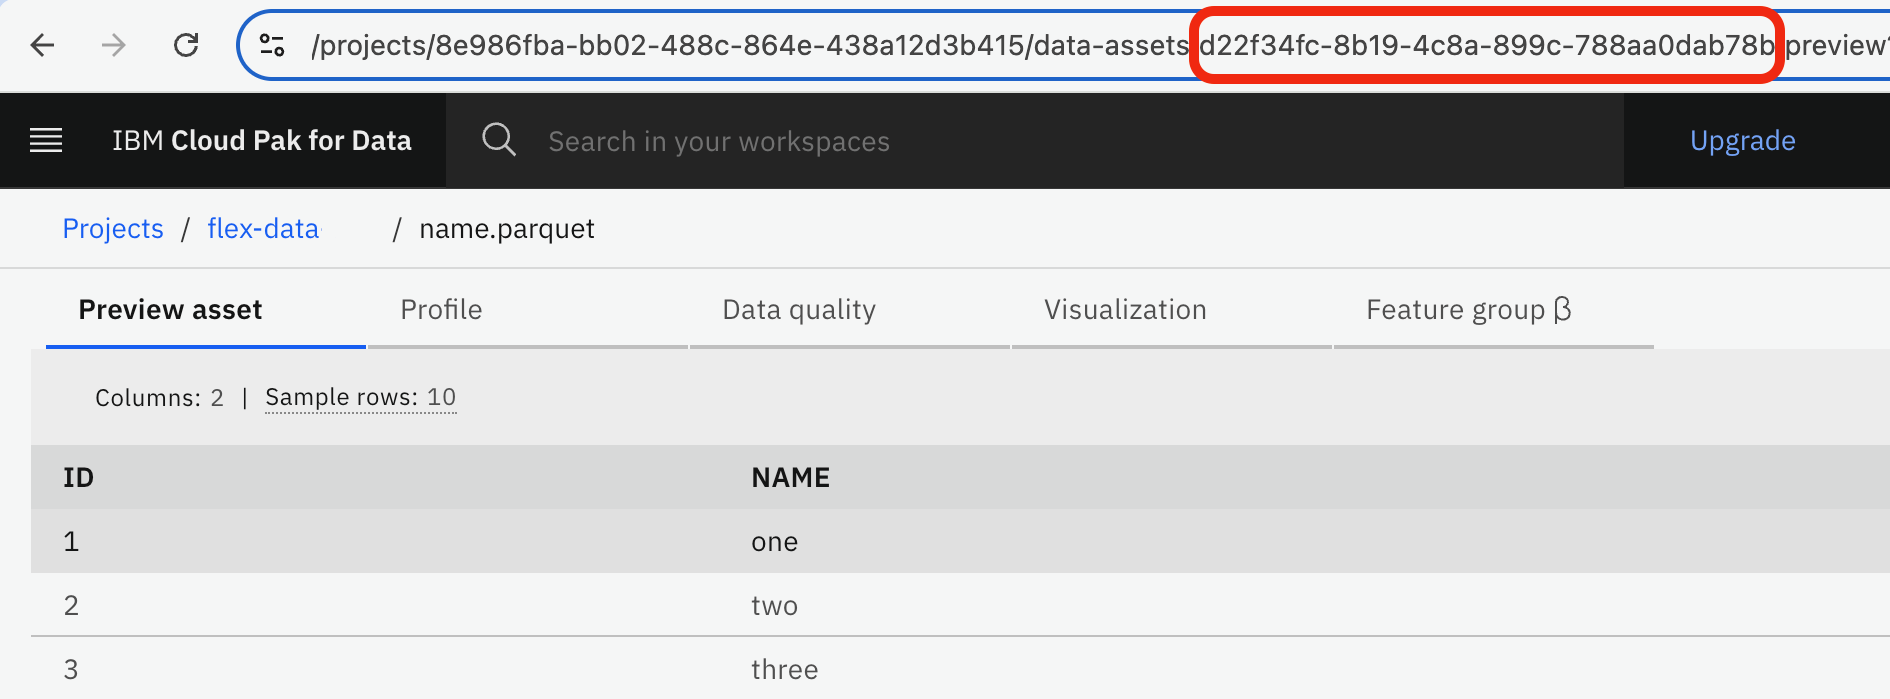 /projects/8e986fba-bb02-488c-864e-438a12d3b415/data-assets d22f34fc-8b19-4c8a-899c-788aa0dab78b preview?
IBM Cloud Pak for Data Search in your workspaces Upgrade
Projects / flex-data / name.parquet
Preview asset Profile Data quality Visualization Feature group β
Columns: 2 | Sample rows: 10
ID NAME
1 one
2 two
3 three